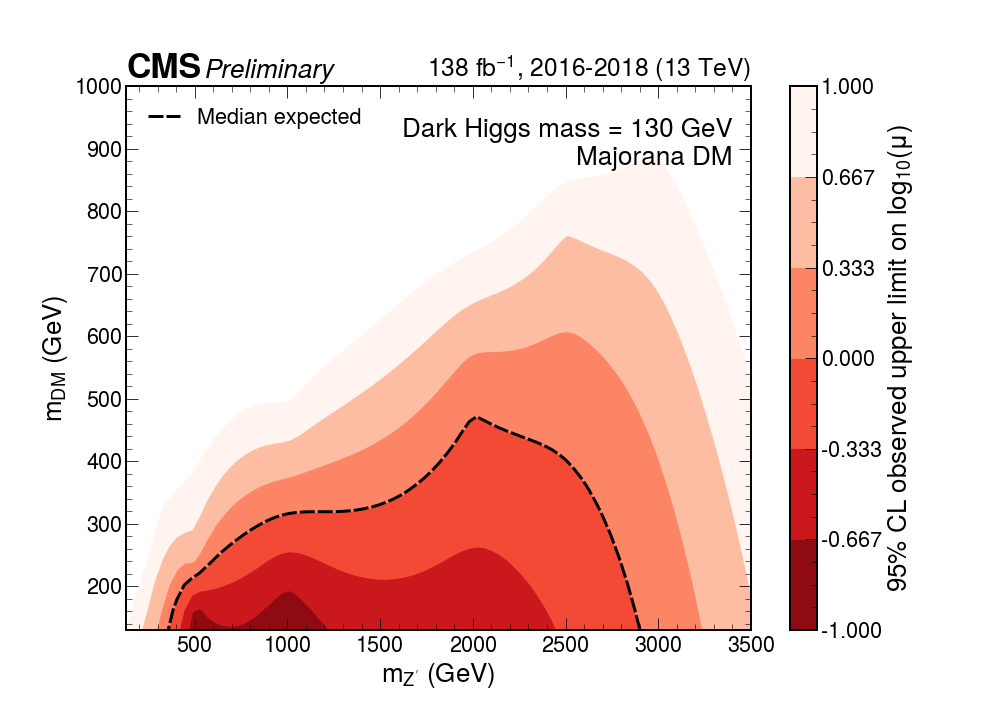 CMS Preliminary 138 fb⁻¹, 2016-2018 (13 TeV)
Median expected
Dark Higgs mass = 130 GeV
Majorana DM
1000
900
800
700
600
500
400
300
200
m_DM (GeV)
500 1000 1500 2000 2500 3000 3500
m_Z′ (GeV)
1.000
0.667
0.333
0.000
-0.333
-0.667
-1.000
95% CL observed upper limit on log₁₀(μ)